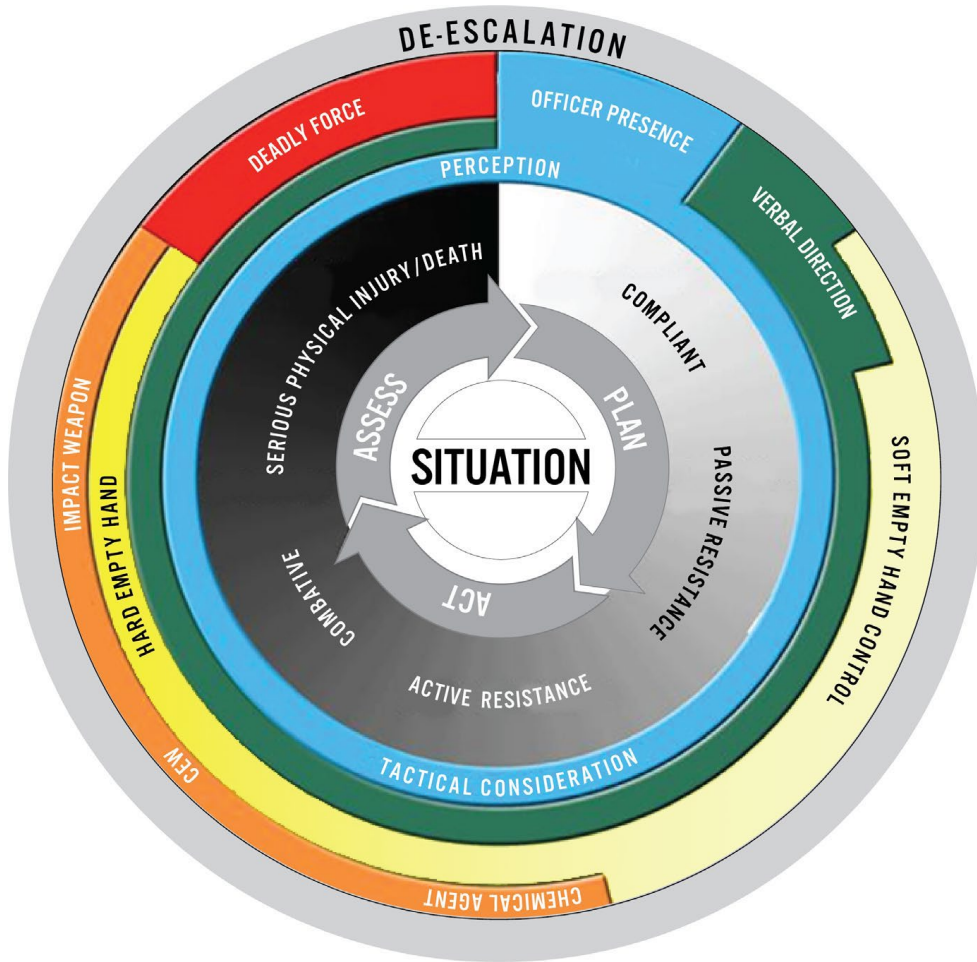 DE-ESCALATION
DEADLY FORCE
OFFICER PRESENCE
VERBAL DIRECTION
SOFT EMPTY HAND CONTROL
CHEMICAL AGENT
CEW
IMPACT WEAPON
HARD EMPTY HAND
PERCEPTION
TACTICAL CONSIDERATION
SERIOUS PHYSICAL INJURY/DEATH
COMPLIANT
PASSIVE RESISTANCE
ACTIVE RESISTANCE
COMBATIVE
ASSESS
PLAN
ACT
SITUATION